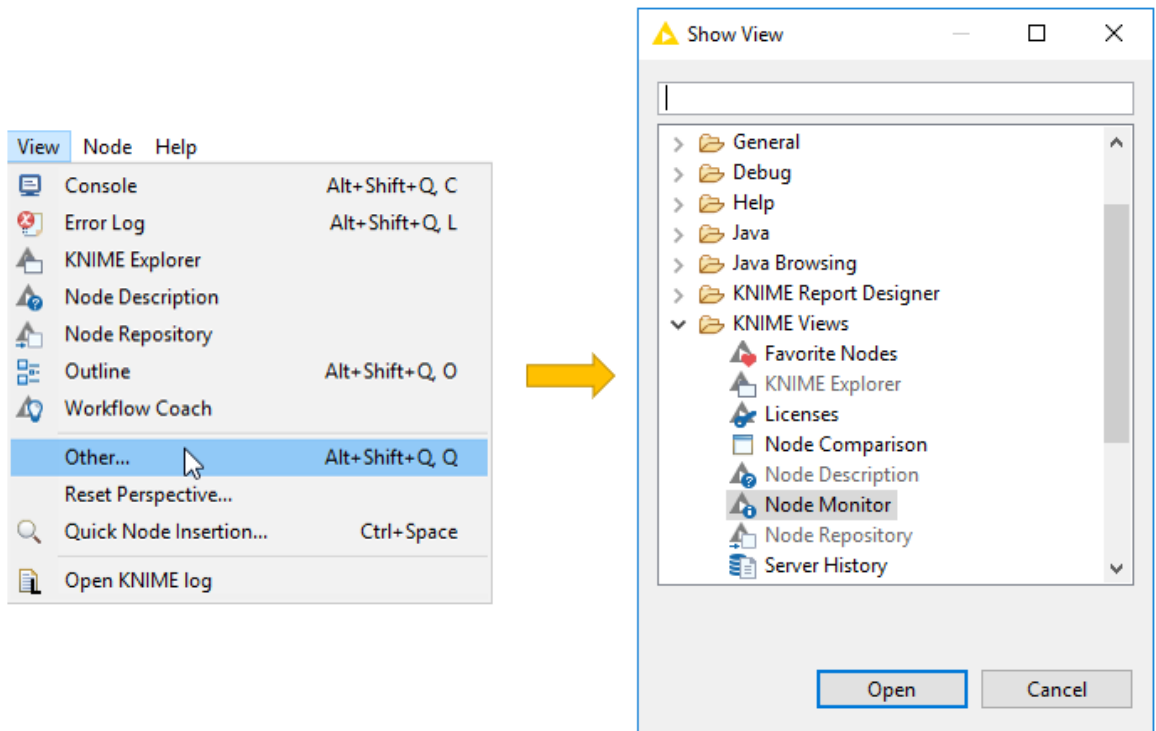 View Node Help
Console Alt+Shift+Q, C
Error Log Alt+Shift+Q, L
KNIME Explorer
Node Description
Node Repository
Outline Alt+Shift+Q, O
Workflow Coach
Other... Alt+Shift+Q, Q
Reset Perspective...
Quick Node Insertion... Ctrl+Space
Open KNIME log
Show View
General
Debug
Help
Java
Java Browsing
KNIME Report Designer
KNIME Views
Favorite Nodes
KNIME Explorer
Licenses
Node Comparison
Node Description
Node Monitor
Node Repository
Server History
Open Cancel